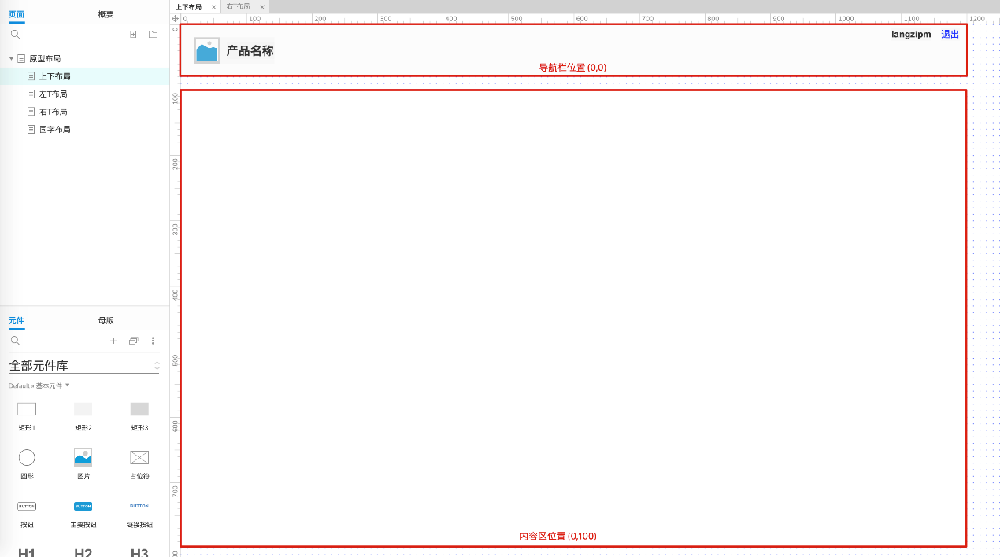 页面 概要
原型布局
上下布局
左T布局
右T布局
国字布局
元件 母版
全部元件库
Default » 基本元件 ▼
矩形1 矩形2 矩形3
圆形 图片 占位符
BUTTON BUTTON BUTTON
按钮 主要按钮 链接按钮
H1 H2 H3
上下布局 × 右T布局 ×
0 100 200 300 400 500 600 700 800 900 1000 1100 1200
0
100
200
300
400
500
600
700
langzipm 退出
产品名称
导航栏位置 (0,0)
内容区位置 (0,100)